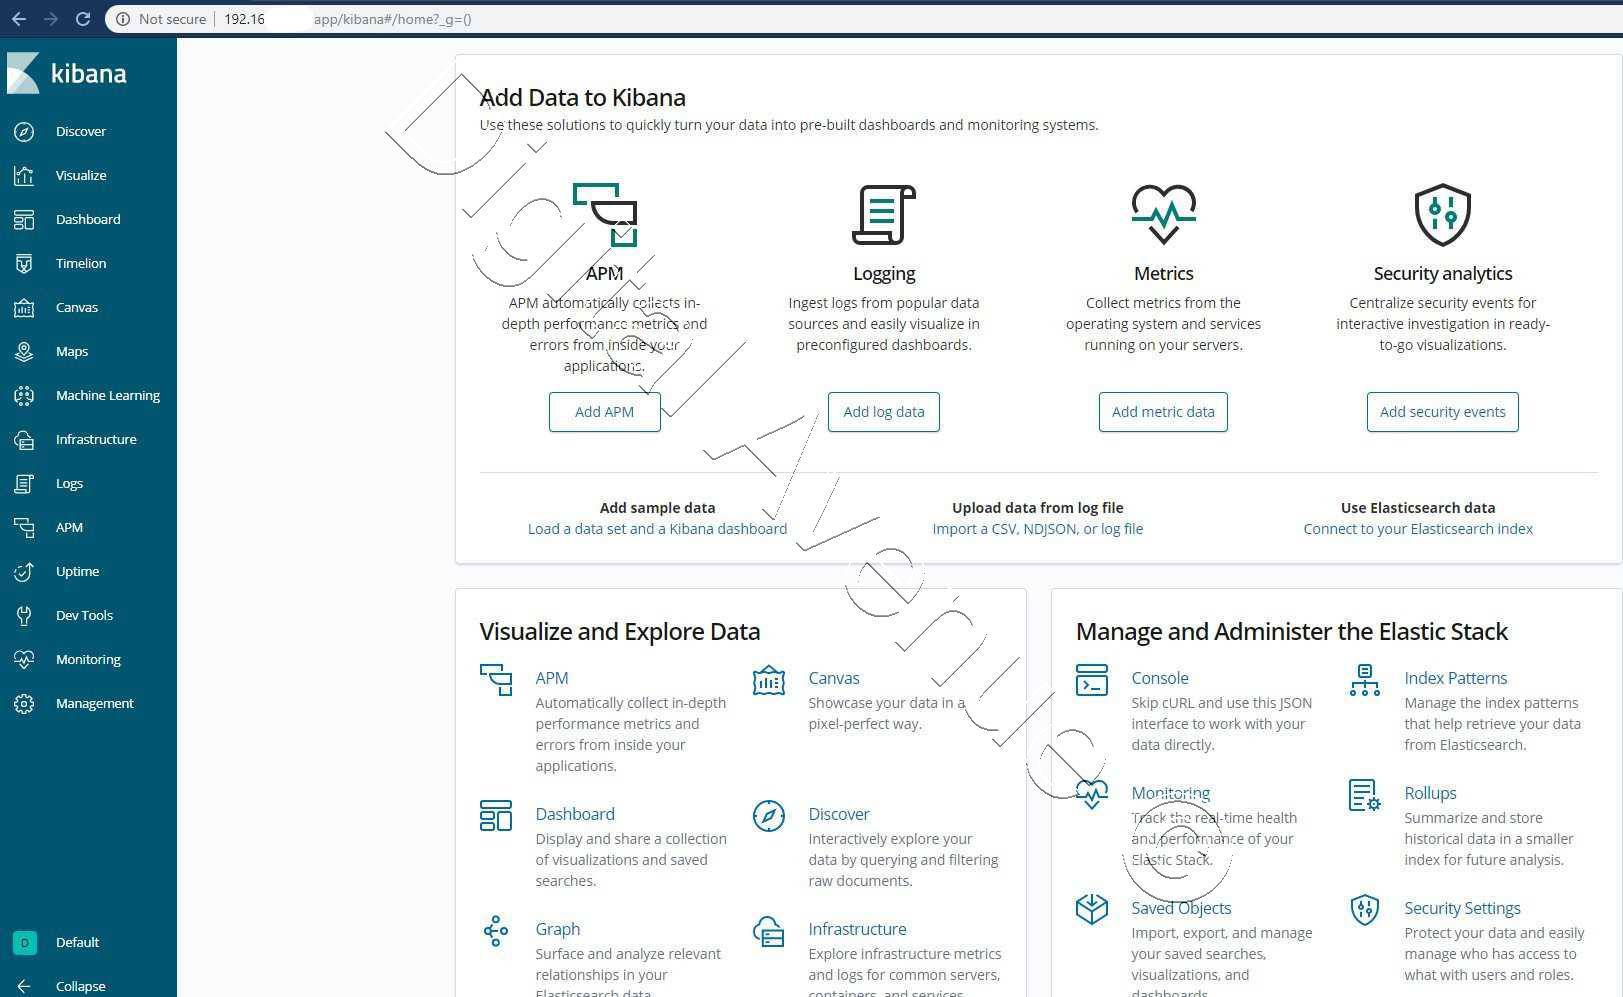 Not secure | 192.16 app/kibana#/home?_g=()
kibana
Discover
Visualize
Dashboard
Timelion
Canvas
Maps
Machine Learning
Infrastructure
Logs
APM
Uptime
Dev Tools
Monitoring
Management
D Default
Collapse
Add Data to Kibana
Use these solutions to quickly turn your data into pre-built dashboards and monitoring systems.
APM
APM automatically collects in-
depth performance metrics and
errors from inside your
applications.
Add APM
Logging
Ingest logs from popular data
sources and easily visualize in
preconfigured dashboards.
Add log data
Metrics
Collect metrics from the
operating system and services
running on your servers.
Add metric data
Security analytics
Centralize security events for
interactive investigation in ready-
to-go visualizations.
Add security events
Add sample data
Load a data set and a Kibana dashboard
Upload data from log file
Import a CSV, NDJSON, or log file
Use Elasticsearch data
Connect to your Elasticsearch index
Visualize and Explore Data
APM
Automatically collect in-depth
performance metrics and
errors from inside your
applications.
Canvas
Showcase your data in a
pixel-perfect way.
Dashboard
Display and share a collection
of visualizations and saved
searches.
Discover
Interactively explore your
data by querying and filtering
raw documents.
Graph
Surface and analyze relevant
relationships in your
Elasticsearch data.
Infrastructure
Explore infrastructure metrics
and logs for common servers,
containers, and services.
Manage and Administer the Elastic Stack
Console
Skip cURL and use this JSON
interface to work with your
data directly.
Index Patterns
Manage the index patterns
that help retrieve your data
from Elasticsearch.
Monitoring
Track the real-time health
and performance of your
Elastic Stack.
Rollups
Summarize and store
historical data in a smaller
index for future analysis.
Saved Objects
Import, export, and manage
your saved searches,
visualizations, and
dashboards.
Security Settings
Protect your data and easily
manage who has access to
what with users and roles.
Digital Avenue ©